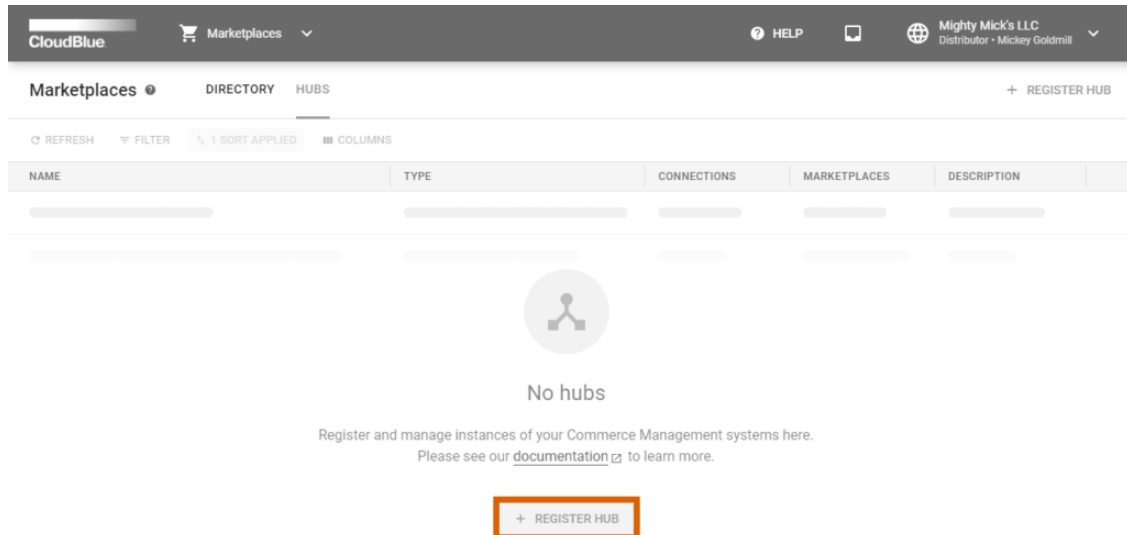 CloudBlue. Marketplaces HELP Mighty Mick's LLC
Distributor • Mickey Goldmill
Marketplaces DIRECTORY HUBS + REGISTER HUB
REFRESH FILTER 1 SORT APPLIED COLUMNS
NAME TYPE CONNECTIONS MARKETPLACES DESCRIPTION
No hubs
Register and manage instances of your Commerce Management systems here.
Please see our documentation to learn more.
+ REGISTER HUB